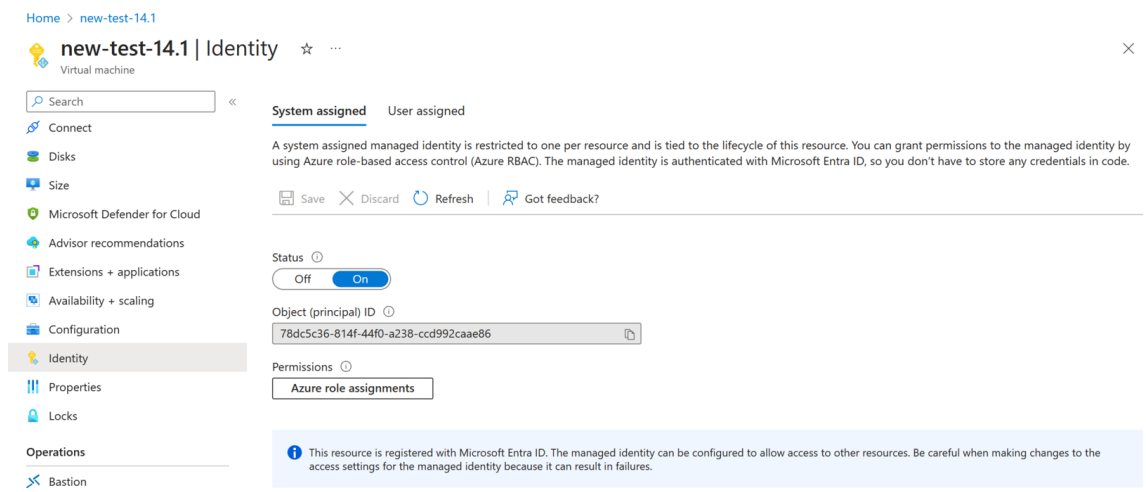 Home > new-test-14.1
new-test-14.1 | Identity
Virtual machine
Search
Connect
Disks
Size
Microsoft Defender for Cloud
Advisor recommendations
Extensions + applications
Availability + scaling
Configuration
Identity
Properties
Locks
Operations
Bastion
System assigned User assigned
A system assigned managed identity is restricted to one per resource and is tied to the lifecycle of this resource. You can grant permissions to the managed identity by
using Azure role-based access control (Azure RBAC). The managed identity is authenticated with Microsoft Entra ID, so you don't have to store any credentials in code.
Save Discard Refresh Got feedback?
Status
Off On
Object (principal) ID
78dc5c36-814f-44f0-a238-ccd992caae86
Permissions
Azure role assignments
This resource is registered with Microsoft Entra ID. The managed identity can be configured to allow access to other resources. Be careful when making changes to the
access settings for the managed identity because it can result in failures.